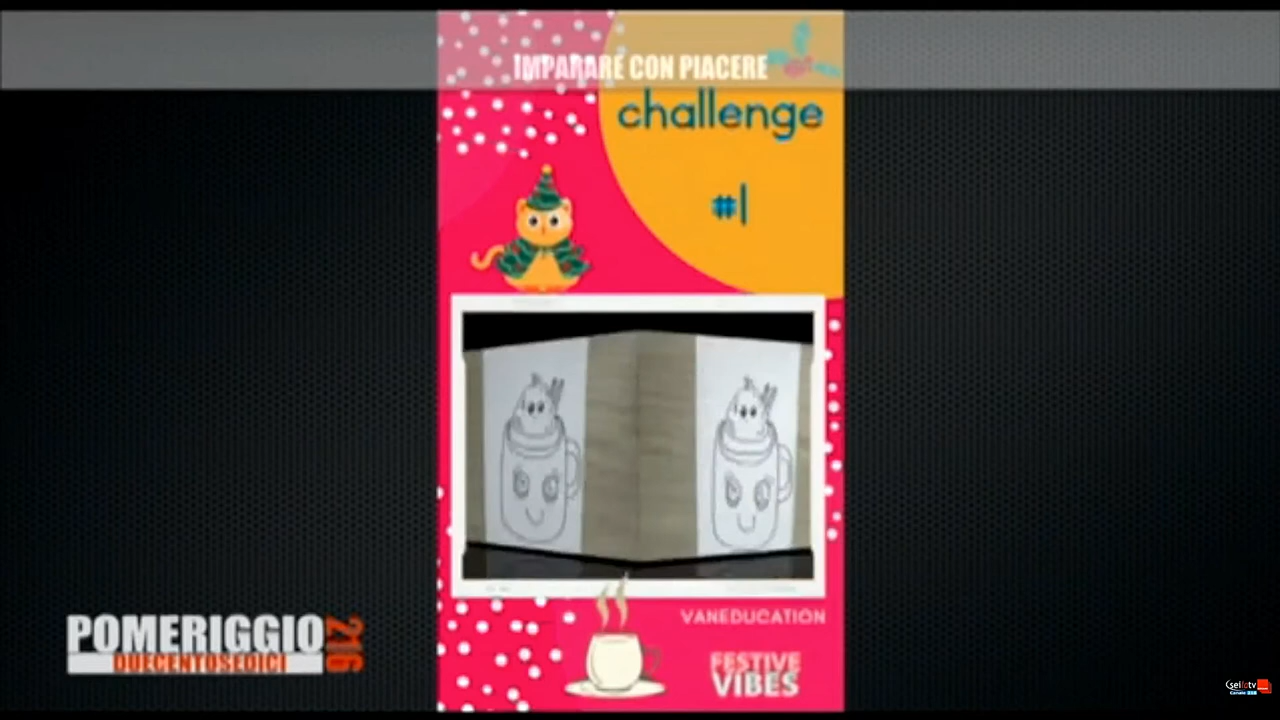 IMPARARE CON PIACERE
challenge
#1
VANEDUCATION
FESTIVE
VIBES
POMERIGGIO 216
DUECENTOSEDICI